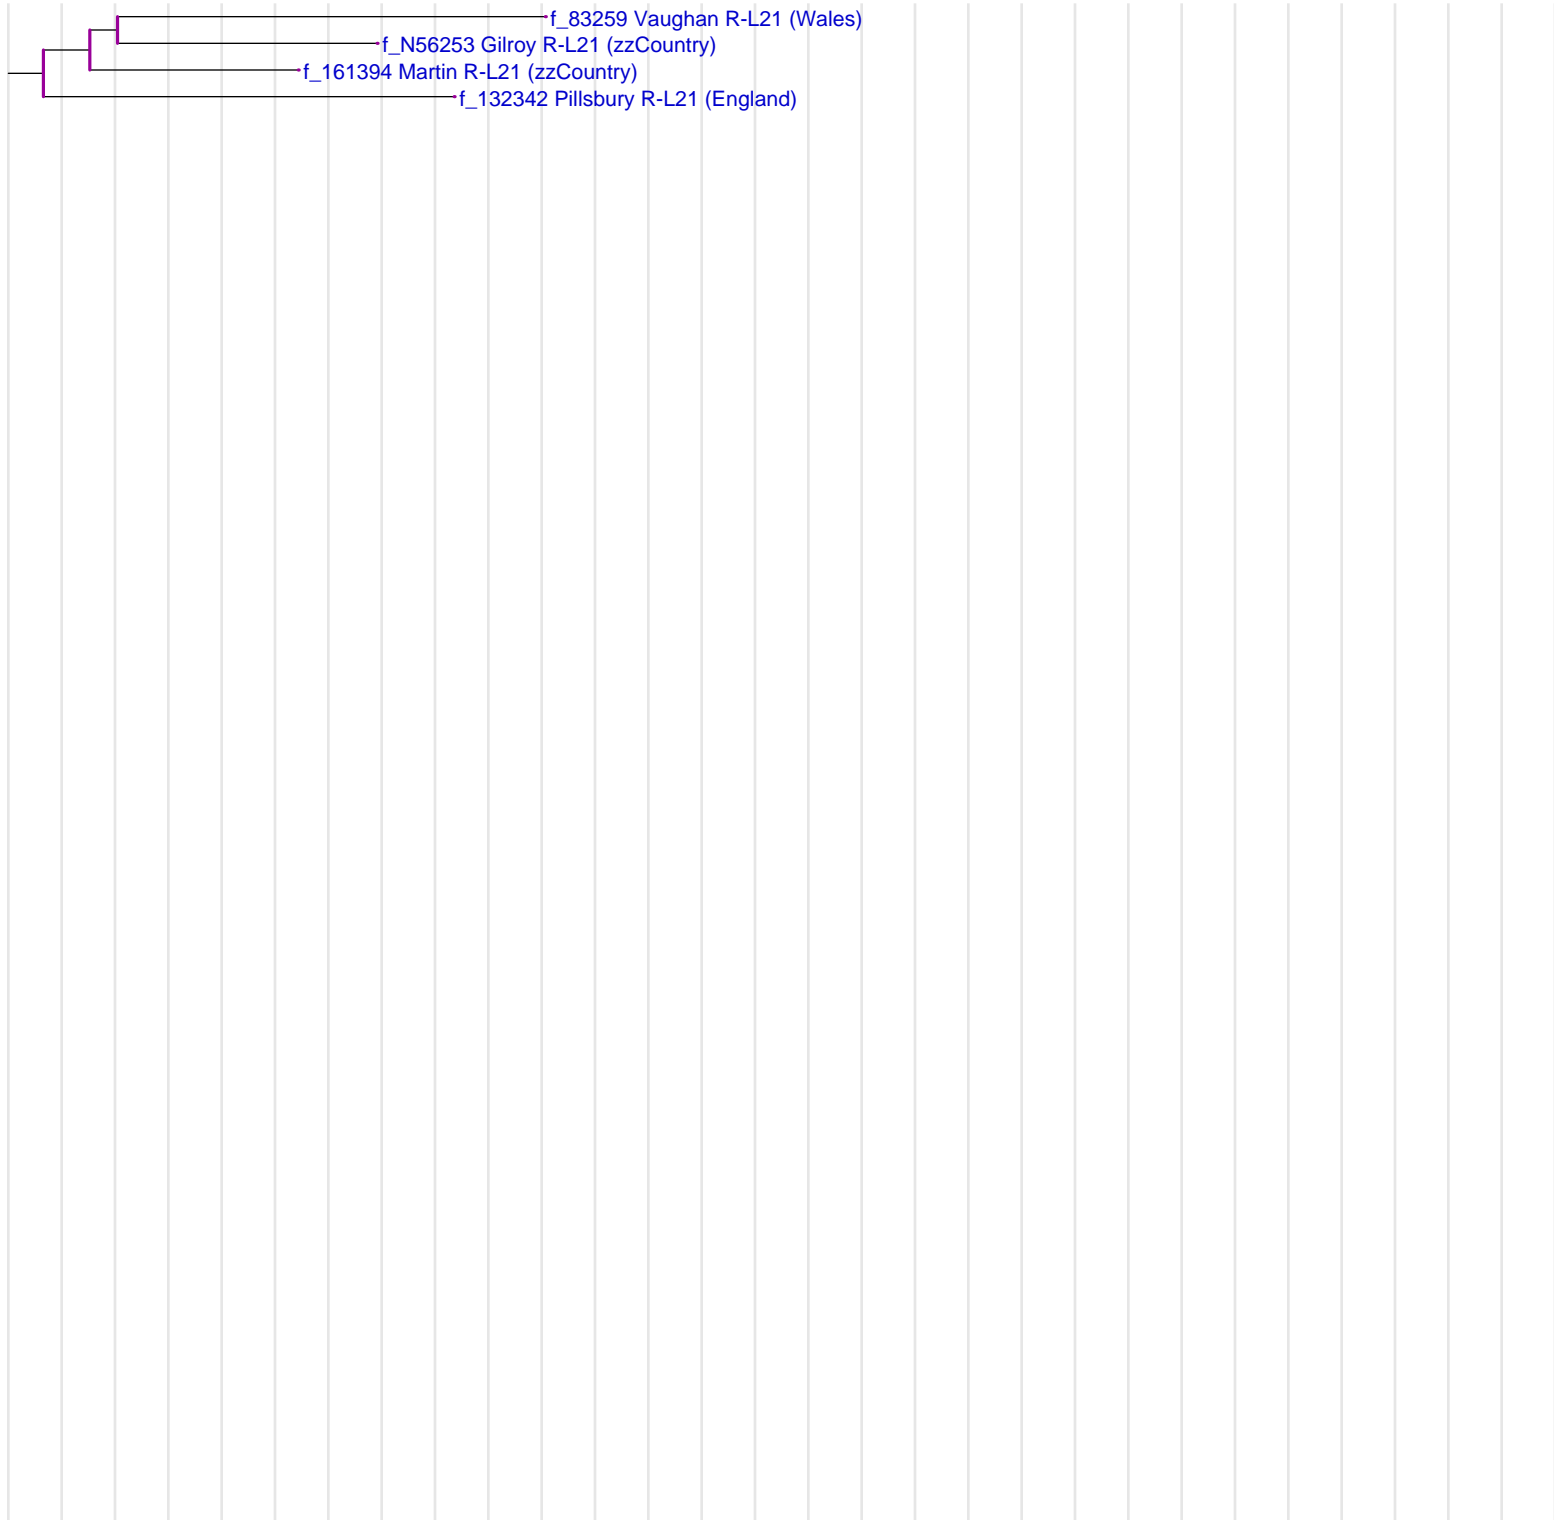 f_83259 Vaughan R-L21 (Wales)
f_N56253 Gilroy R-L21 (zzCountry)
f_161394 Martin R-L21 (zzCountry)
f_132342 Pillsbury R-L21 (England)